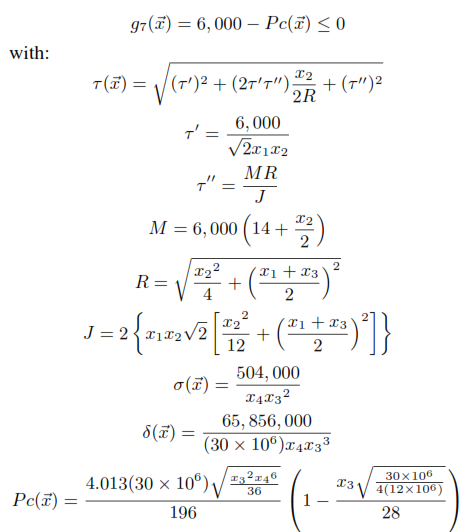 g₇(x⃗) = 6,000 − Pc(x⃗) ≤ 0
with:
τ(x⃗) = √((τ′)² + (2τ′τ″) x₂/2R + (τ″)²)
τ′ = 6,000/(√2x₁x₂)
τ″ = MR/J
M = 6,000 (14 + x₂/2)
R = √(x₂²/4 + ((x₁ + x₃)/2)²)
J = 2 {x₁x₂√2 [x₂²/12 + ((x₁ + x₃)/2)²]}
σ(x⃗) = 504,000/(x₄x₃²)
δ(x⃗) = 65,856,000/((30 × 10⁶)x₄x₃³)
Pc(x⃗) = 4.013(30 × 10⁶)√(x₃²x₄⁶/36)/196 (1 − x₃√(30×10⁶/4(12×10⁶))/28)